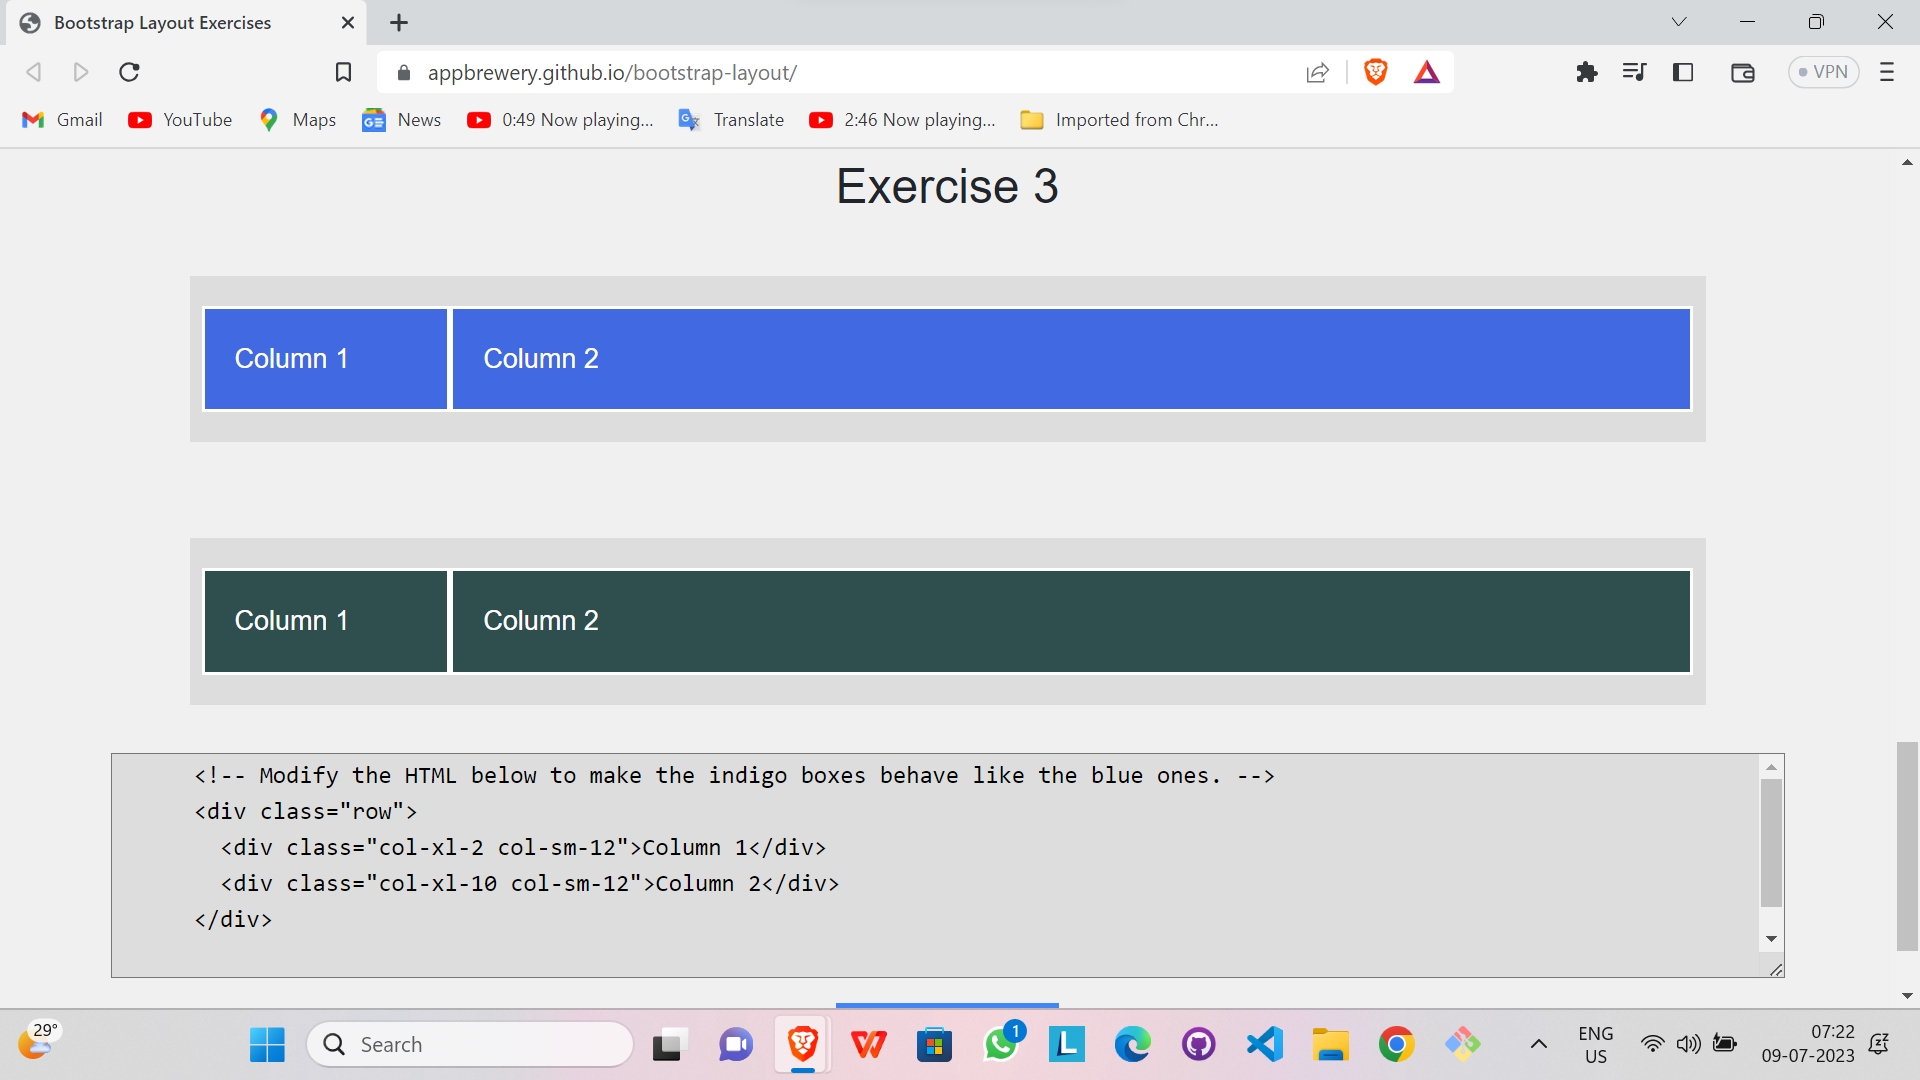 Bootstrap Layout Exercises
appbrewery.github.io/bootstrap-layout/
VPN
Gmail
YouTube
Maps
News
0:49 Now playing...
Translate
2:46 Now playing...
Imported from Chr...
Exercise 3
Column 1
Column 2
Column 1
Column 2
<!-- Modify the HTML below to make the indigo boxes behave like the blue ones. -->
<div class="row">
<div class="col-xl-2 col-sm-12">Column 1</div>
<div class="col-xl-10 col-sm-12">Column 2</div>
</div>
29°
Search
1
ENG
US
07:22
09-07-2023